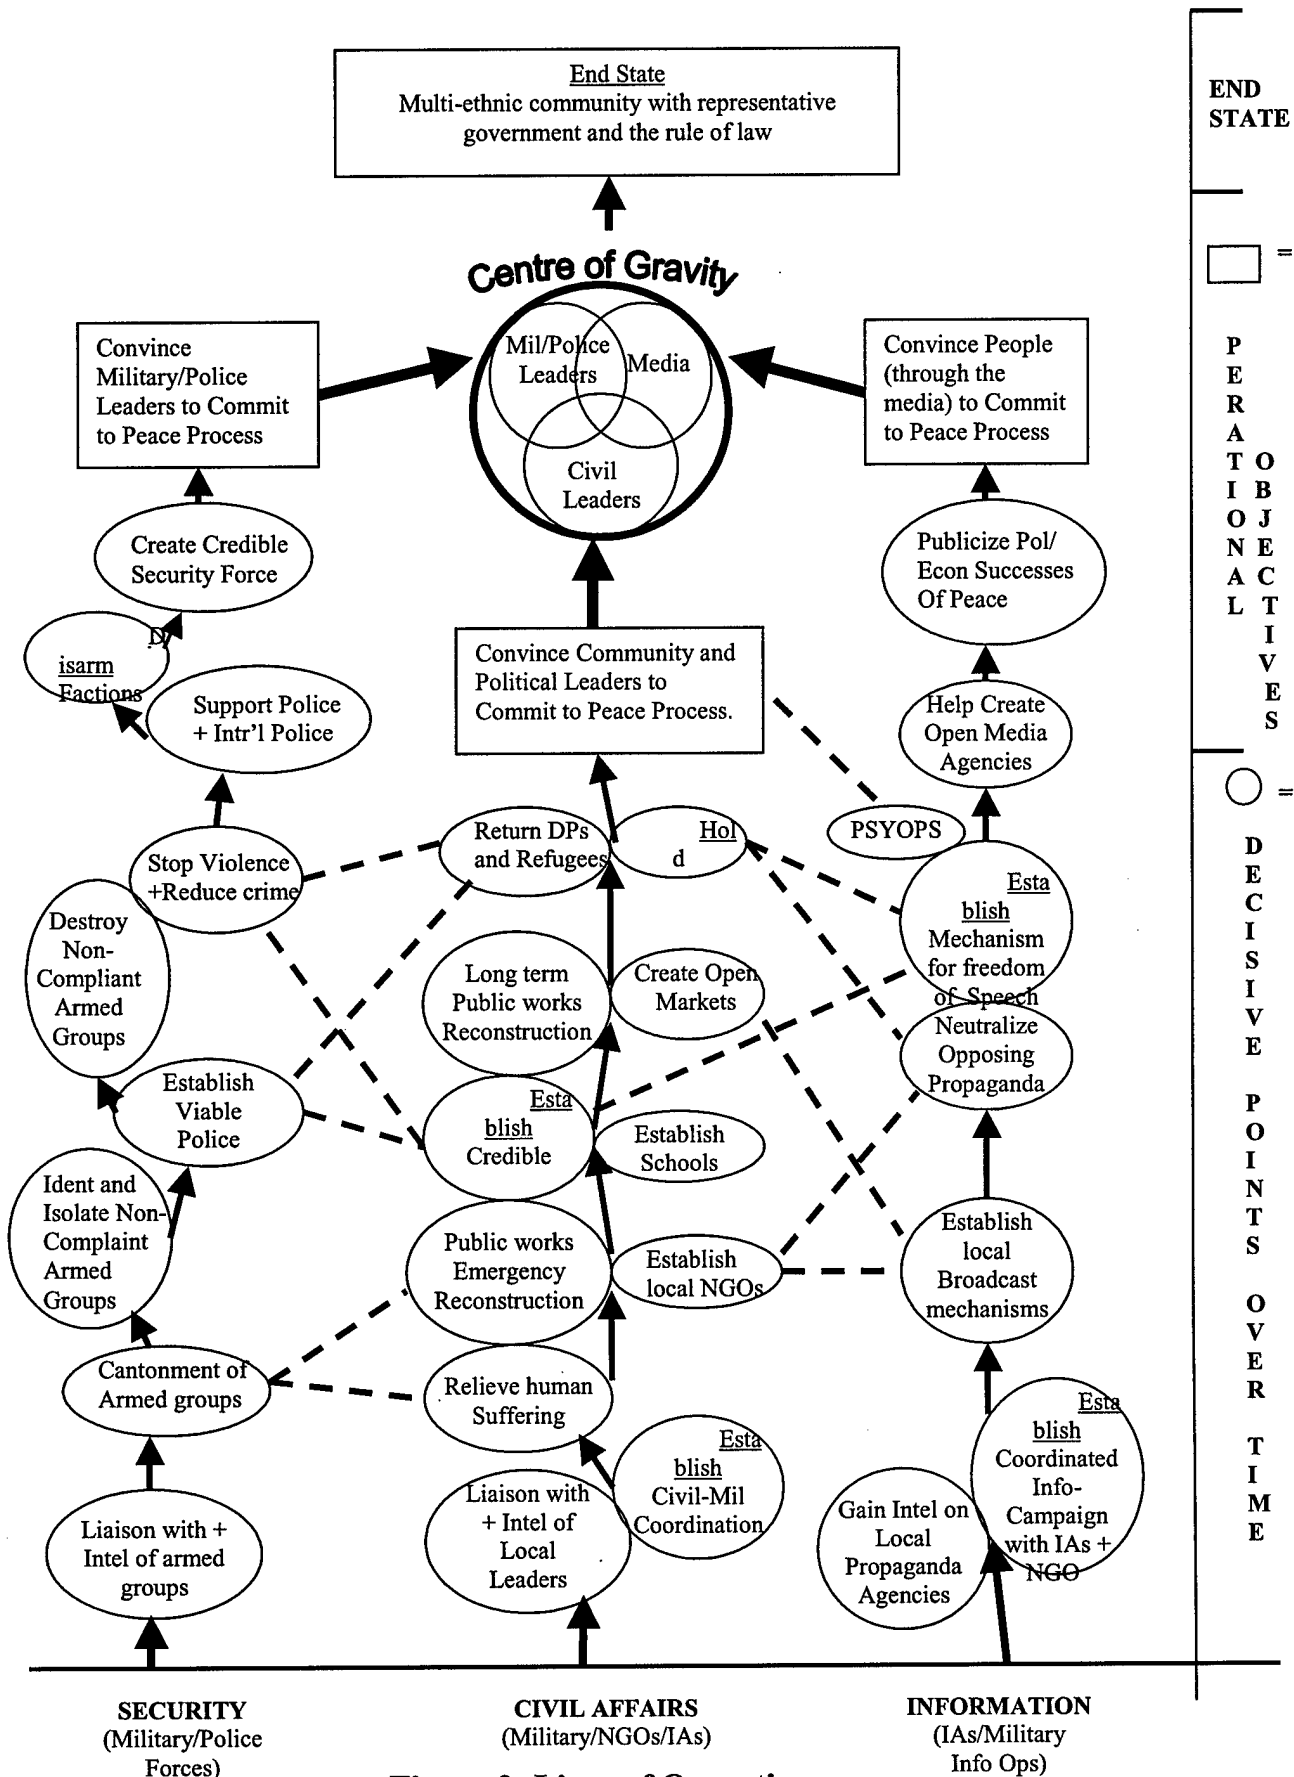 End State
Multi-ethnic community with representative
government and the rule of law
END
STATE
Centre of Gravity
Mil/Police
Leaders
Media
Civil
Leaders
Convince
Military/Police
Leaders to Commit
to Peace Process
Convince People
(through the
media) to Commit
to Peace Process
=
PERATIONAL
OBJECTIVES
Create Credible
Security Force
Publicize Pol/
Econ Successes
Of Peace
D
isarm
Factions
Support Police
+ Intr'l Police
Convince Community and
Political Leaders to
Commit to Peace Process.
Help Create
Open Media
Agencies
=
DECISIVE POINTS OVER TIME
Stop Violence
+Reduce crime
Return DPs
and Refugees
Hol
d
PSYOPS
Esta
blish
Mechanism
for freedom
of Speech
Destroy
Non-
Compliant
Armed
Groups
Long term
Public works
Reconstruction
Create Open
Markets
Neutralize
Opposing
Propaganda
Establish
Viable
Police
Esta
blish
Credible
Establish
Schools
Ident and
Isolate Non-
Complaint
Armed
Groups
Public works
Emergency
Reconstruction
Establish
local NGOs
Establish
local
Broadcast
mechanisms
Cantonment of
Armed groups
Relieve human
Suffering
Esta
blish
Civil-Mil
Coordination
Esta
blish
Coordinated
Info-
Campaign
with IAs +
NGO
Liaison with +
Intel of armed
groups
Liaison with
+ Intel of
Local
Leaders
Gain Intel on
Local
Propaganda
Agencies
SECURITY
(Military/Police
Forces)
CIVIL AFFAIRS
(Military/NGOs/IAs)
INFORMATION
(IAs/Military
Info Ops)